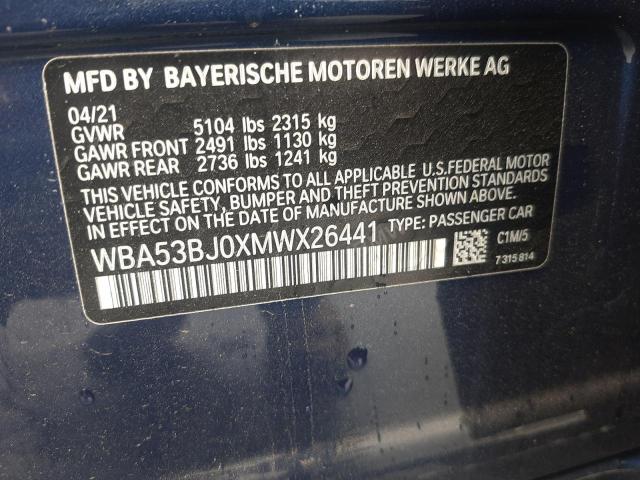 MFD BY BAYERISCHE MOTOREN WERKE AG
04/21
GVWR 5104 lbs 2315 kg
GAWR FRONT 2491 lbs 1130 kg
GAWR REAR 2736 lbs 1241 kg
THIS VEHICLE CONFORMS TO ALL APPLICABLE U.S.FEDERAL MOTOR
VEHICLE SAFETY, BUMPER AND THEFT PREVENTION STANDARDS
IN EFFECT ON THE DATE OF MANUFACTURE SHOWN ABOVE.
WBA53BJ0XMWX26441 TYPE: PASSENGER CAR
C1M/5
7315814